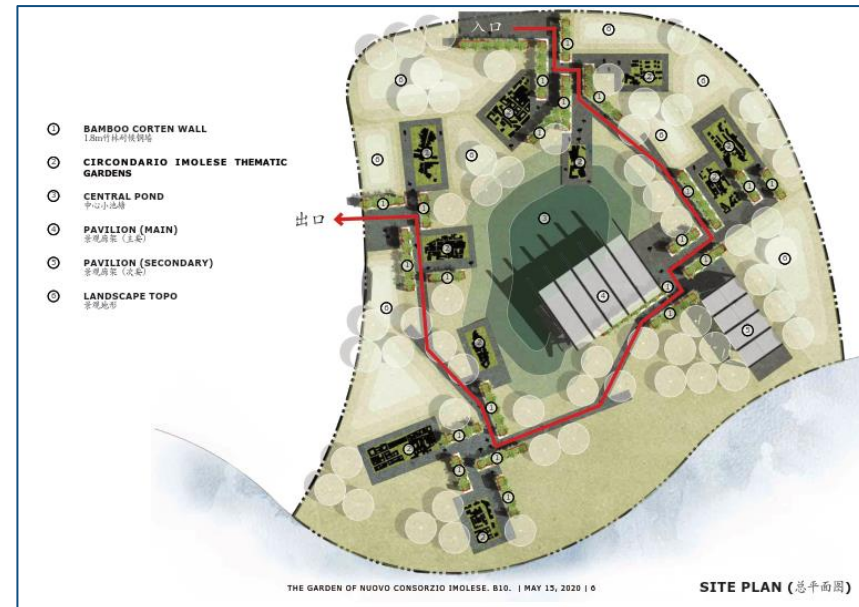 入口
① BAMBOO CORTEN WALL
1.8m竹林耐候钢墙
② CIRCONDARIO IMOLESE THEMATIC
GARDENS
③ CENTRAL POND
中心小池塘
④ PAVILION (MAIN)
景观廊架（主要）
⑤ PAVILION (SECONDARY)
景观廊架（次要）
⑥ LANDSCAPE TOPO
景观地形
出口
THE GARDEN OF NUOVO CONSORZIO IMOLESE. B10. | MAY 15, 2020 | 6
SITE PLAN (总平面图)